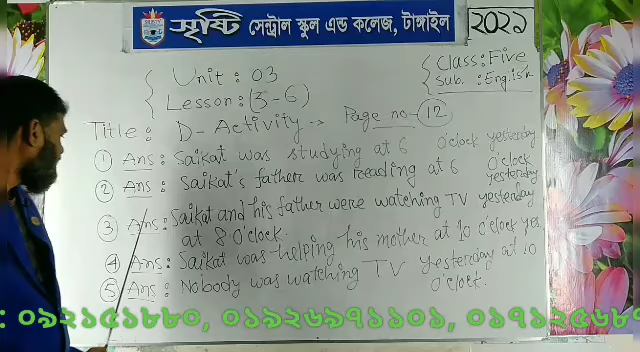 সৃষ্টি সেন্ট্রাল স্কুল এন্ড কলেজ, টাঙ্গাইল
২০২১
Unit : 03
Lesson: (3-6)
Class: Five
Sub. : English
Title : D- Activity → Page no- 12
1 Ans : Saikat was studying at 6 O'clock yesterday
2 Ans : Saikat's father was reading at 6 O'clock yesterday
3 Ans : Saikat and his father were watching TV yesterday
at 8 O'clock.
4 Ans : Saikat was helping his mother at 10 O'clock yes.
5 Ans : Nobody was watching TV yesterday at 10
O'clock.
: ০৯২১৫১৮৮০, ০১৯২৬৯৭১১০১, ০১৭১২৫৬৮৭